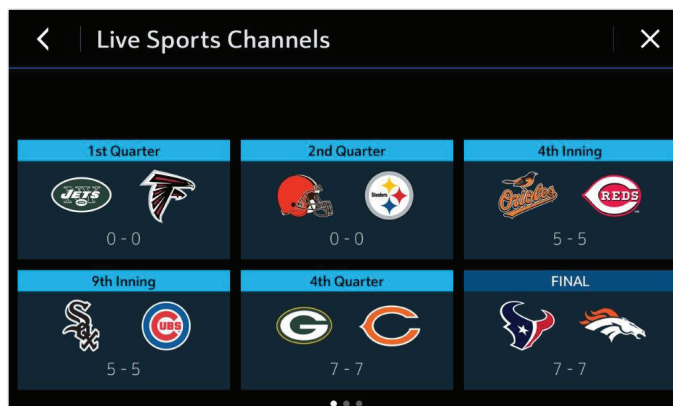 Live Sports Channels
1st Quarter
JETS
0 - 0
2nd Quarter
Steelers
0 - 0
4th Inning
Orioles
REDS
5 - 5
9th Inning
Sox
CUBS
5 - 5
4th Quarter
G
C
7 - 7
FINAL
7 - 7